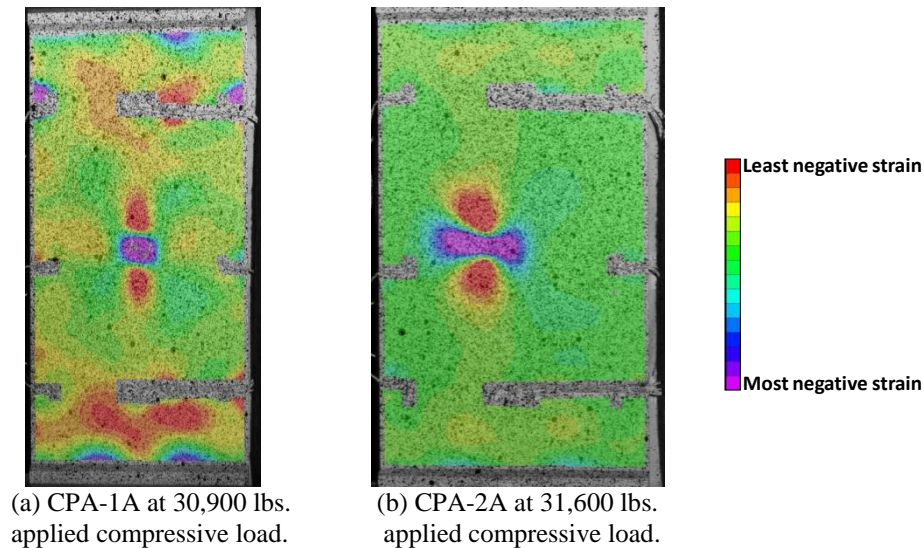 Least negative strain
Most negative strain
(a) CPA-1A at 30,900 lbs.
applied compressive load.
(b) CPA-2A at 31,600 lbs.
applied compressive load.